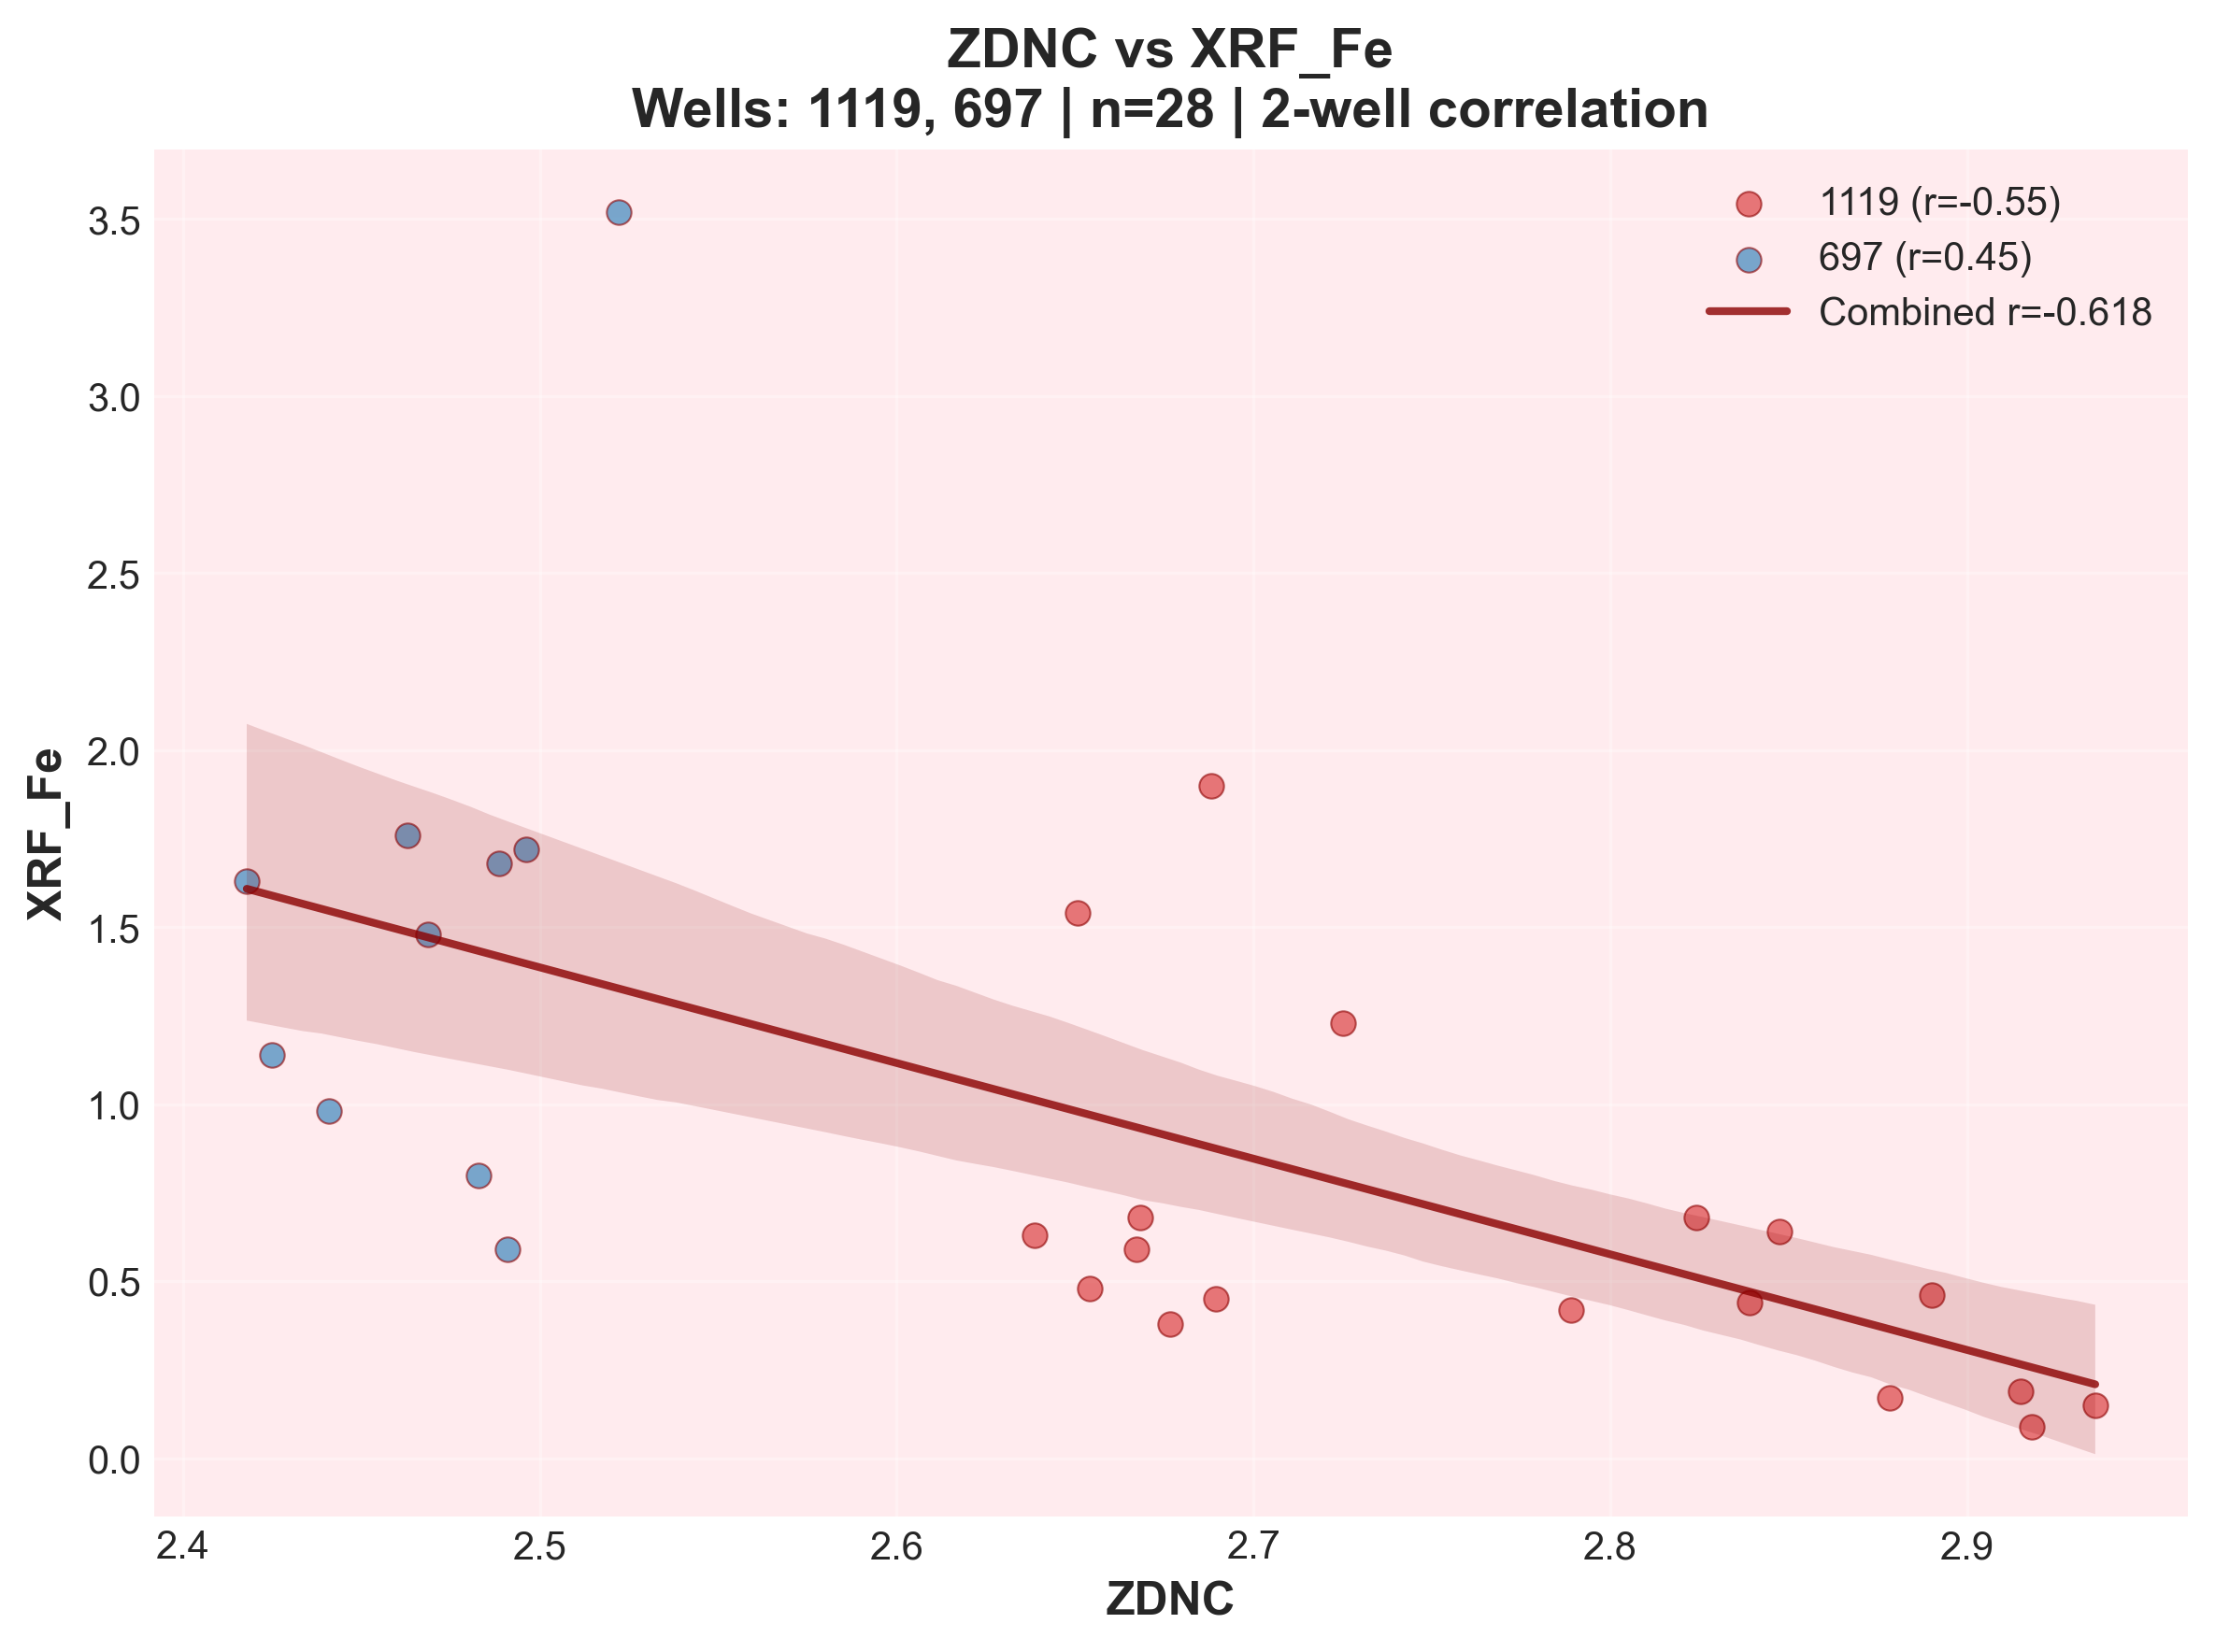 ZDNC vs XRF_Fe
Wells: 1119, 697 | n=28 | 2-well correlation
1119 (r=-0.55)
697 (r=0.45)
Combined r=-0.618
XRF_Fe
3.5
3.0
2.5
2.0
1.5
1.0
0.5
0.0
2.4 2.5 2.6 2.7 2.8 2.9
ZDNC